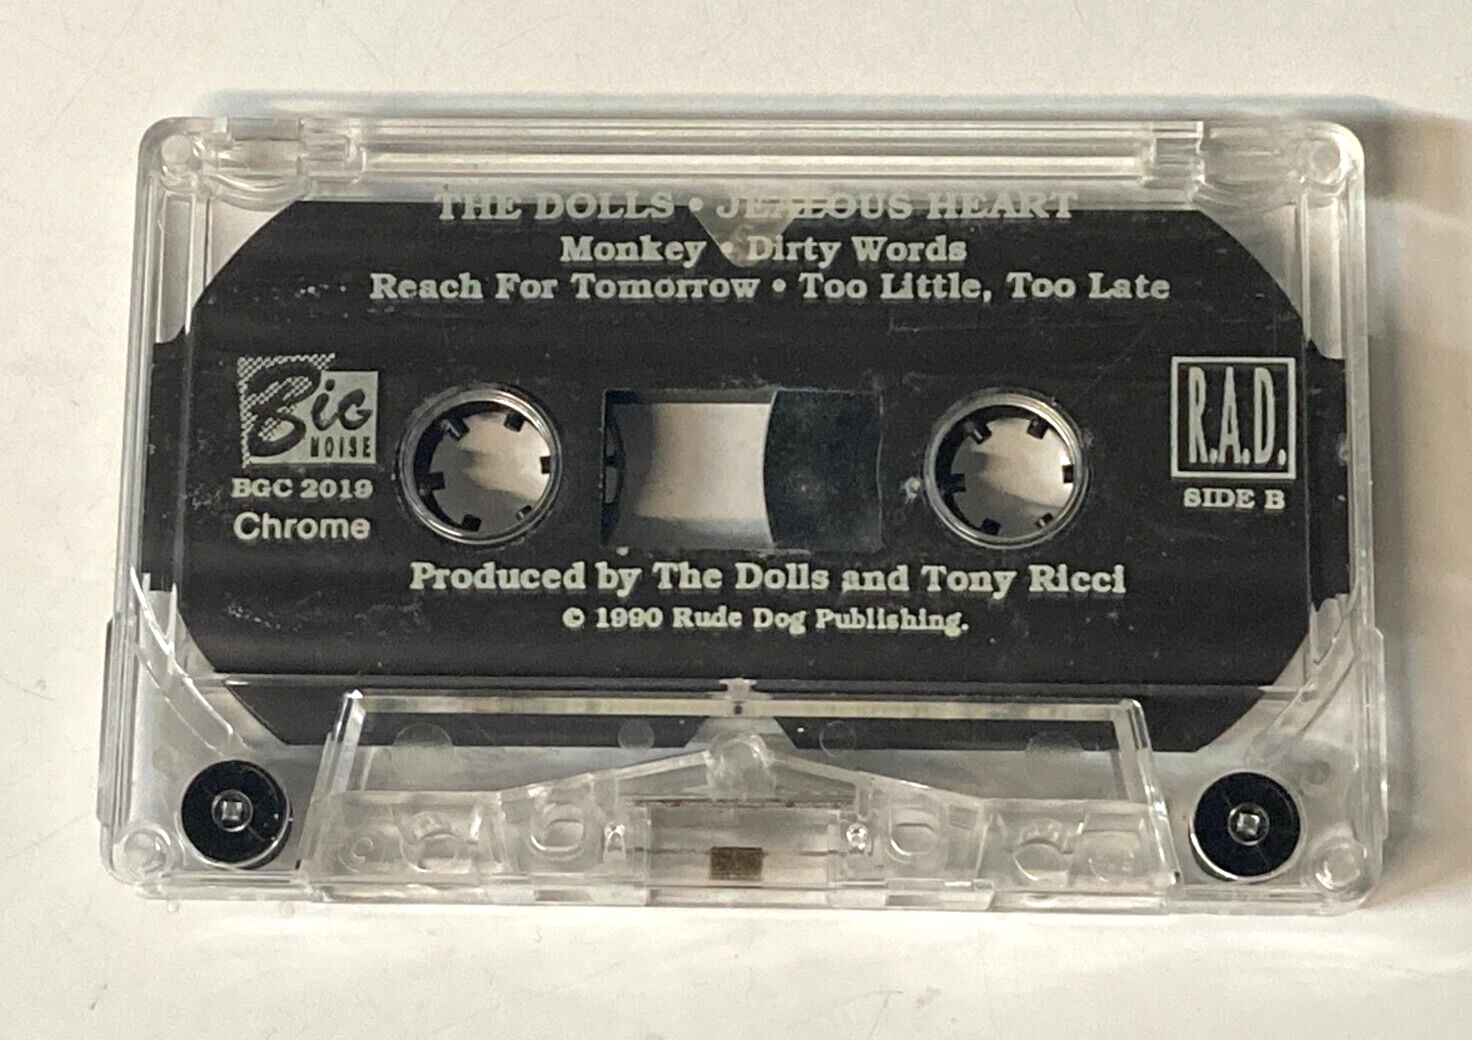 THE DOLLS • JEALOUS HEART
Monkey • Dirty Words
Reach For Tomorrow • Too Little, Too Late
Big
NOISE
BGC 2019
Chrome
R.A.D.
SIDE B
Produced by The Dolls and Tony Ricci
© 1990 Rude Dog Publishing.